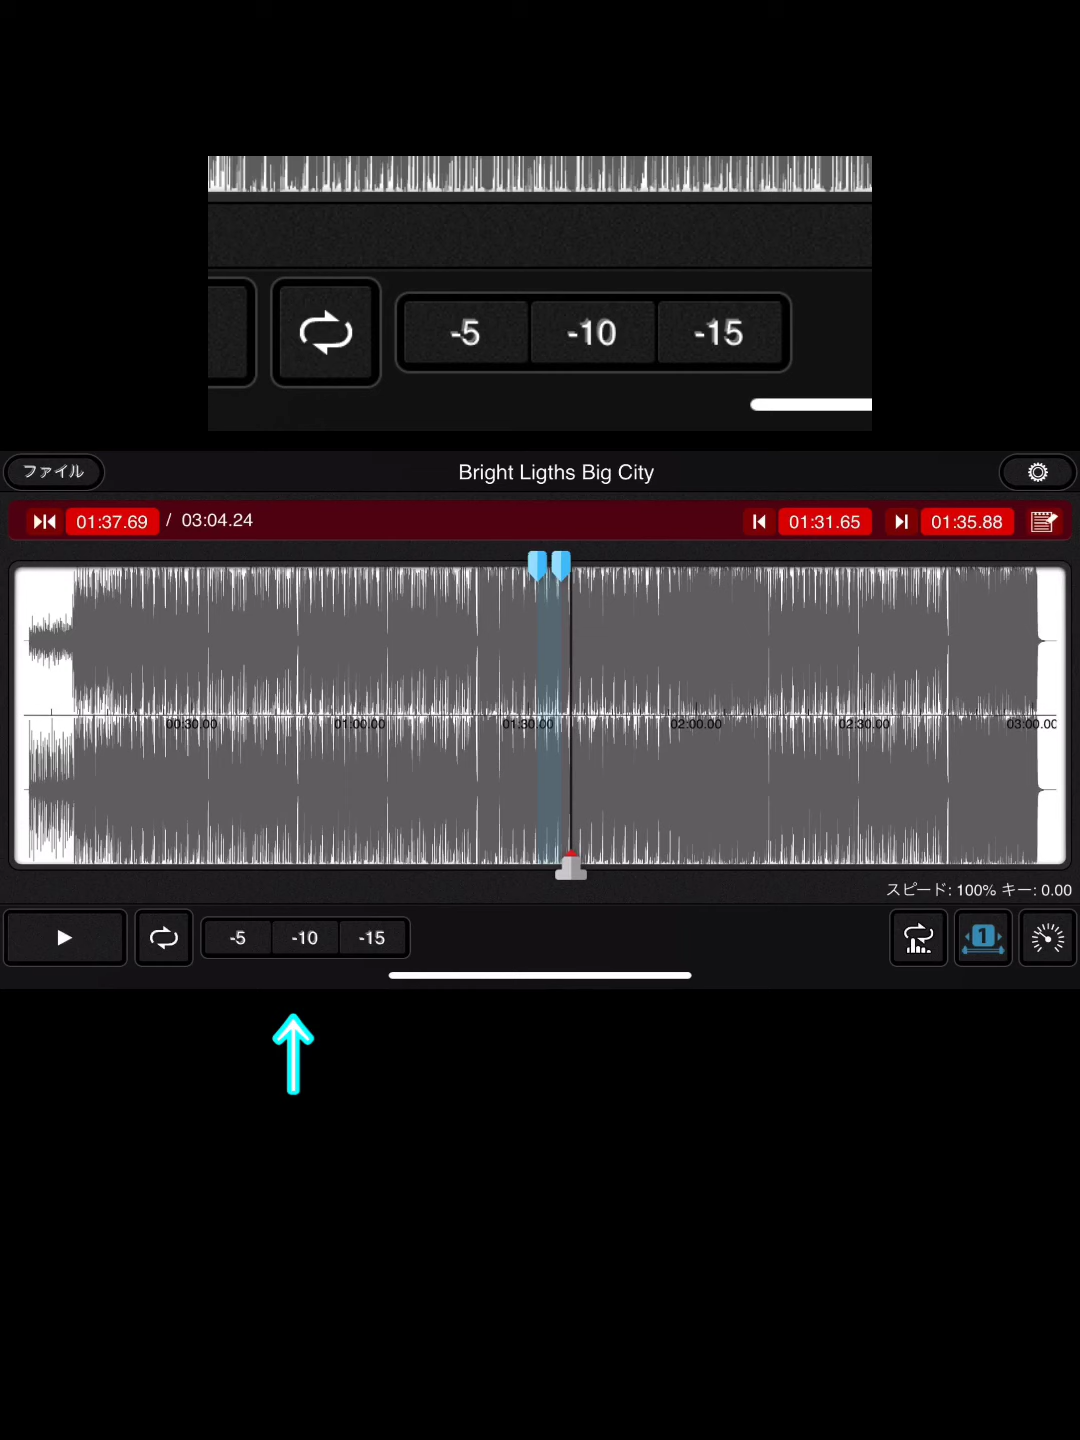 -5 -10 -15
ファイル Bright Ligths Big City
01:37.69 / 03:04.24 01:31.65 01:35.88
00:30.00 01:00.00 01:30.00 02:00.00 02:30.00 03:00.00
スピード: 100% キー: 0.00
-5 -10 -15 1